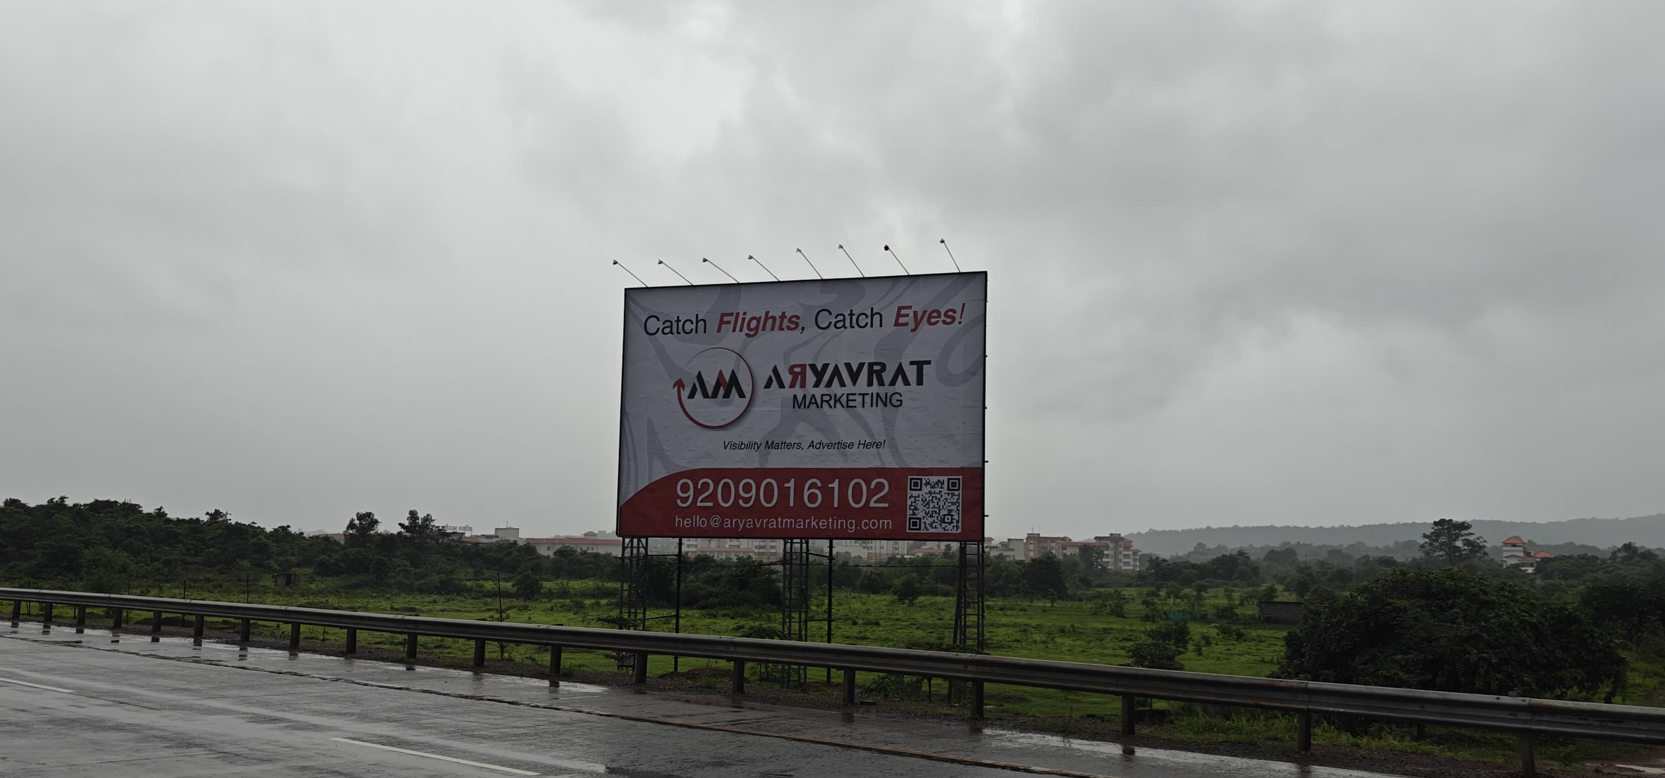 Catch Flights, Catch Eyes!
AM
ARYAVRAT
MARKETING
Visibility Matters, Advertise Here!
9209016102
hello@aryavratmarketing.com